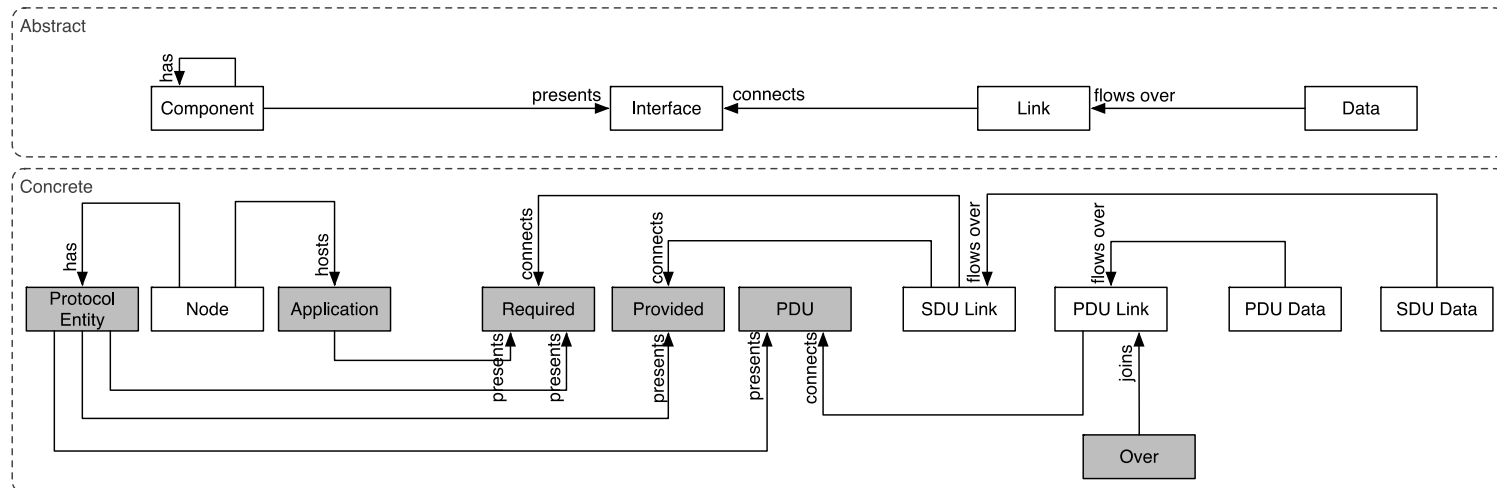 Abstract
has
Component
presents
Interface
connects
Link
flows over
Data
Concrete
has
hosts
connects
connects
flows over
flows over
Protocol
Entity
Node
Application
Required
Provided
PDU
SDU Link
PDU Link
PDU Data
SDU Data
presents
presents
presents
presents
connects
joins
Over